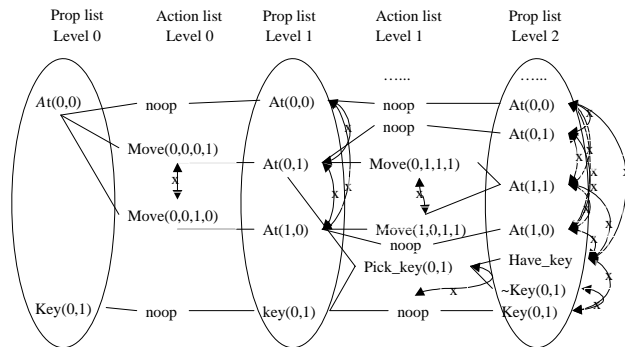 Prop list Action list Prop list Action list Prop list
Level 0 Level 0 Level 1 Level 1 Level 2
…... …...
At(0,0) noop At(0,0) noop At(0,0)
noop At(0,1)
Move(0,0,0,1) x x
At(0,1) Move(0,1,1,1) x x x
x x At(1,1)
x x
Move(0,0,1,0) At(1,0) Move(1,0,1,1) At(1,0)
noop x x
Pick_key(0,1) Have_key
x ~Key(0,1) x
Key(0,1) noop key(0,1) noop Key(0,1) x